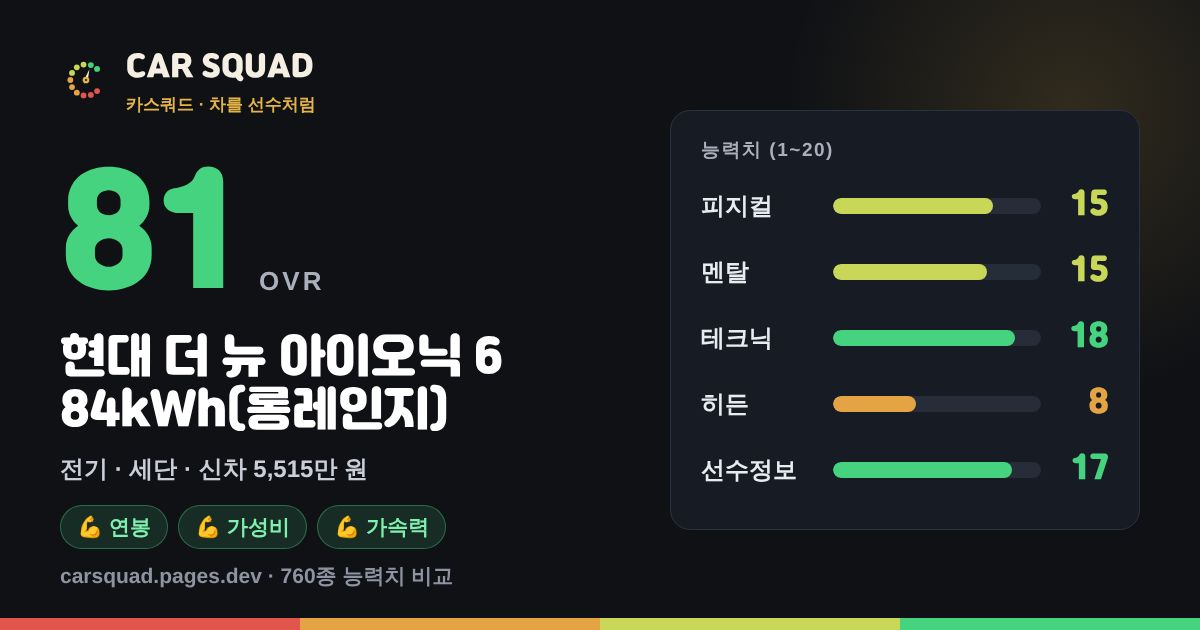 CAR SQUAD
카스쿼드 · 차를 선수처럼
81 OVR
현대 더 뉴 아이오닉 6
84kWh(롱레인지)
전기 · 세단 · 신차 5,515만 원
💪 연봉 💪 가성비 💪 가속력
carsquad.pages.dev · 760종 능력치 비교
능력치 (1~20)
피지컬 15
멘탈 15
테크닉 18
히든 8
선수정보 17